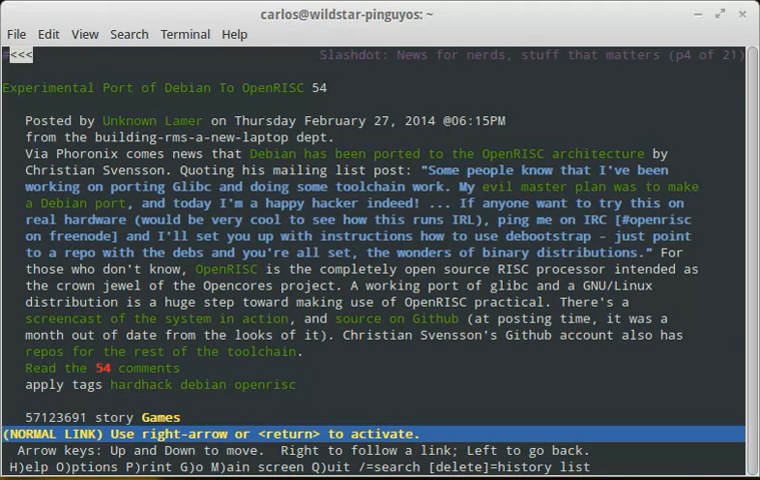 carlos@wildstar-pinguyos: ~
File Edit View Search Terminal Help
#<<< Slashdot: News for nerds, stuff that matters (p4 of 21)
Experimental Port of Debian To OpenRISC 54
Posted by Unknown Lamer on Thursday February 27, 2014 @06:15PM
from the building-rms-a-new-laptop dept.
Via Phoronix comes news that Debian has been ported to the OpenRISC architecture by
Christian Svensson. Quoting his mailing list post: "Some people know that I've been
working on porting Glibc and doing some toolchain work. My evil master plan was to make
a Debian port, and today I'm a happy hacker indeed! ... If anyone want to try this on
real hardware (would be very cool to see how this runs IRL), ping me on IRC [#openrisc
on freenode] and I'll set you up with instructions how to use debootstrap - just point
to a repo with the debs and you're all set, the wonders of binary distributions." For
those who don't know, OpenRISC is the completely open source RISC processor intended as
the crown jewel of the Opencores project. A working port of glibc and a GNU/Linux
distribution is a huge step toward making use of OpenRISC practical. There's a
screencast of the system in action, and source on Github (at posting time, it was a
month out of date from the looks of it). Christian Svensson's Github account also has
repos for the rest of the toolchain.
Read the 54 comments
apply tags hardhack debian openrisc
57123691 story Games
(NORMAL LINK) Use right-arrow or <return> to activate.
Arrow keys: Up and Down to move. Right to follow a link; Left to go back.
H)elp O)ptions P)rint G)o M)ain screen Q)uit /=search [delete]=history list